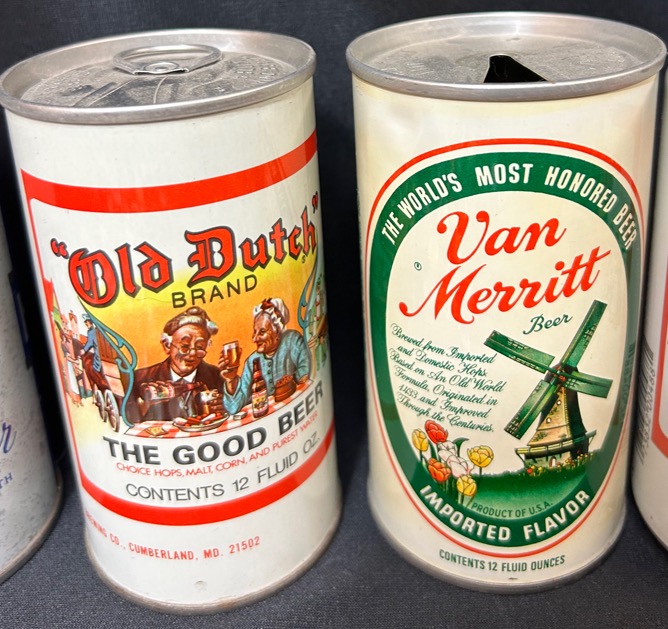 "Old Dutch"
BRAND
THE GOOD BEER
CHOICE HOPS, MALT, CORN, AND PUREST WATER
CONTENTS 12 FLUID OZ.
CO., CUMBERLAND, MD. 21502
THE WORLD'S MOST HONORED BEER
Van
Merritt
®
Beer
Brewed from Imported
and Domestic Hops.
Based on An Old World
Formula, Originated in
1433 and Improved
Through the Centuries.
PRODUCT OF U.S.A.
IMPORTED FLAVOR
CONTENTS 12 FLUID OUNCES